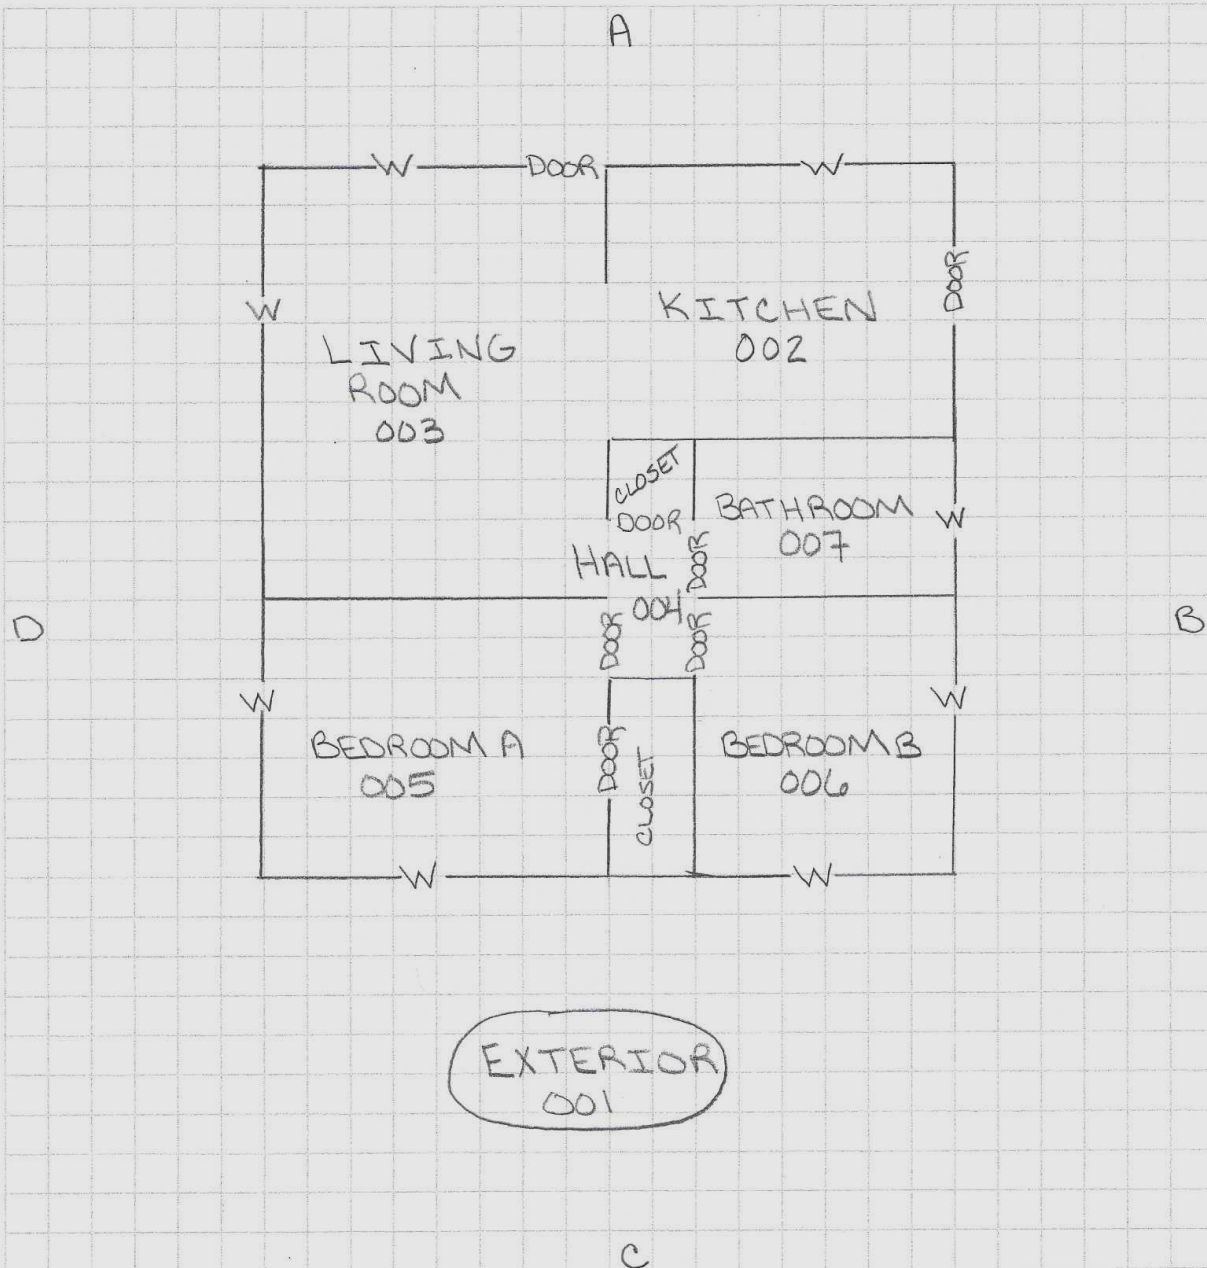 A
W DOOR W
DOOR
W
KITCHEN
002
LIVING
ROOM
003
CLOSET
DOOR
BATHROOM
007
W
HALL
004
DOOR
D
DOOR
DOOR
B
W
W
BEDROOM A
005
DOOR
CLOSET
BEDROOM B
006
W
W
EXTERIOR
001
C